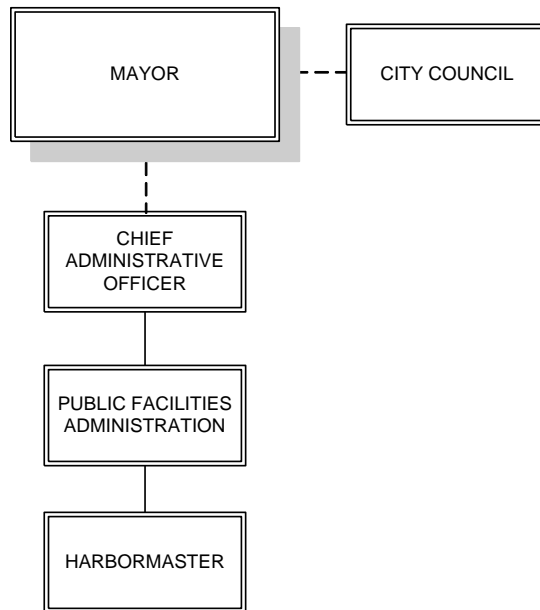 MAYOR
CITY COUNCIL
CHIEF
ADMINISTRATIVE
OFFICER
PUBLIC FACILITIES
ADMINISTRATION
HARBORMASTER